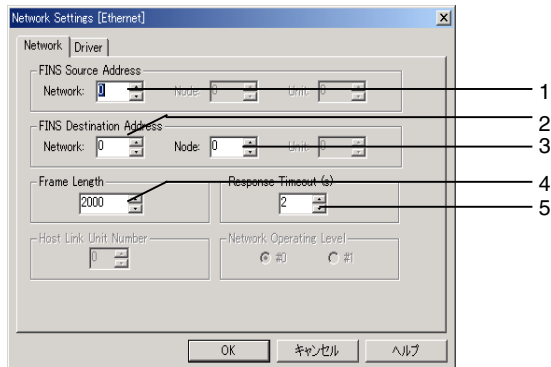 Network Settings [Ethernet]
Network Driver
FINS Source Address
Network: 0 Node: 0 Unit: 0
1
FINS Destination Address
2
Network: 0 Node: 0 Unit: 0
3
Frame Length Response Timeout (s)
4
2000 2
5
Host Link Unit Number Network Operating Level
0 #0 #1
OK キャンセル ヘルプ